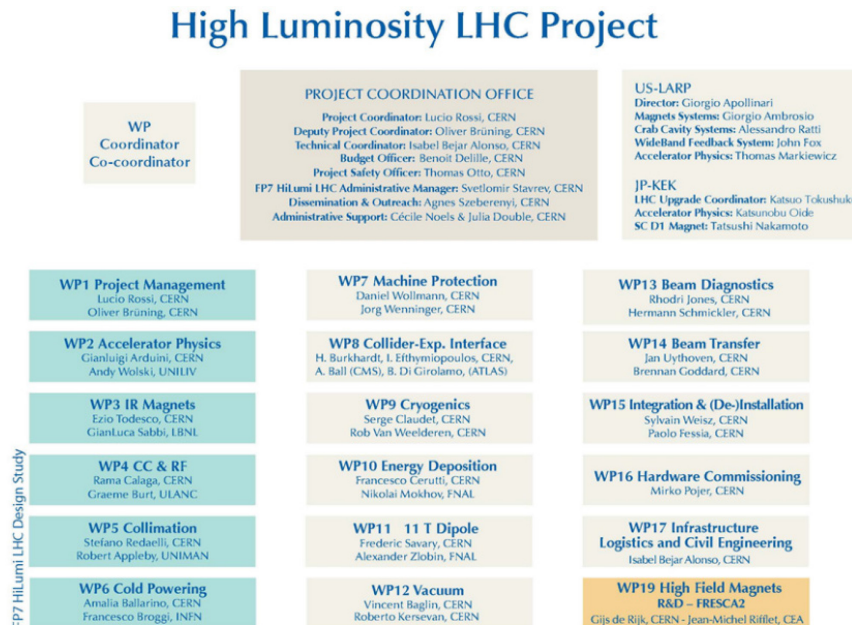 High Luminosity LHC Project
WP
Coordinator
Co-coordinator
PROJECT COORDINATION OFFICE
Project Coordinator: Lucio Rossi, CERN
Deputy Project Coordinator: Oliver Brüning, CERN
Technical Coordinator: Isabel Bejar Alonso, CERN
Budget Officer: Benoit Delille, CERN
Project Safety Officer: Thomas Otto, CERN
FP7 HiLumi LHC Administrative Manager: Svetlomir Stavrev, CERN
Dissemination & Outreach: Agnes Szeberenyi, CERN
Administrative Support: Cécile Noels & Julia Double, CERN
US-LARP
Director: Giorgio Apollinari
Magnets Systems: Giorgio Ambrosio
Crab Cavity Systems: Alessandro Ratti
WideBand Feedback System: John Fox
Accelerator Physics: Thomas Markiewicz
JP-KEK
LHC Upgrade Coordinator: Katsuo Tokushuku
Accelerator Physics: Katsunobu Oide
SC D1 Magnet: Tatsushi Nakamoto
FP7 HiLumi LHC Design Study
WP1 Project Management
Lucio Rossi, CERN
Oliver Brüning, CERN
WP2 Accelerator Physics
Gianluigi Arduini, CERN
Andy Wolski, UNILIV
WP3 IR Magnets
Ezio Todesco, CERN
GianLuca Sabbi, LBNL
WP4 CC & RF
Rama Calaga, CERN
Graeme Burt, ULANC
WP5 Collimation
Stefano Redaelli, CERN
Robert Appleby, UNIMAN
WP6 Cold Powering
Amalia Ballarino, CERN
Francesco Broggi, INFN
WP7 Machine Protection
Daniel Wollmann, CERN
Jorg Wenninger, CERN
WP8 Collider-Exp. Interface
H. Burkhardt, I. Efthymiopoulos, CERN,
A. Ball (CMS), B. Di Girolamo, (ATLAS)
WP9 Cryogenics
Serge Claudet, CERN
Rob Van Weelderen, CERN
WP10 Energy Deposition
Francesco Cerutti, CERN
Nikolai Mokhov, FNAL
WP11 11 T Dipole
Frederic Savary, CERN
Alexander Zlobin, FNAL
WP12 Vacuum
Vincent Baglin, CERN
Roberto Kersevan, CERN
WP13 Beam Diagnostics
Rhodri Jones, CERN
Hermann Schmickler, CERN
WP14 Beam Transfer
Jan Uythoven, CERN
Brennan Goddard, CERN
WP15 Integration & (De-)Installation
Sylvain Weisz, CERN
Paolo Fessia, CERN
WP16 Hardware Commissioning
Mirko Pojer, CERN
WP17 Infrastructure
Logistics and Civil Engineering
Isabel Bejar Alonso, CERN
WP19 High Field Magnets
R&D – FRESCA2
Gijs de Rijk, CERN - Jean-Michel Rifflet, CEA